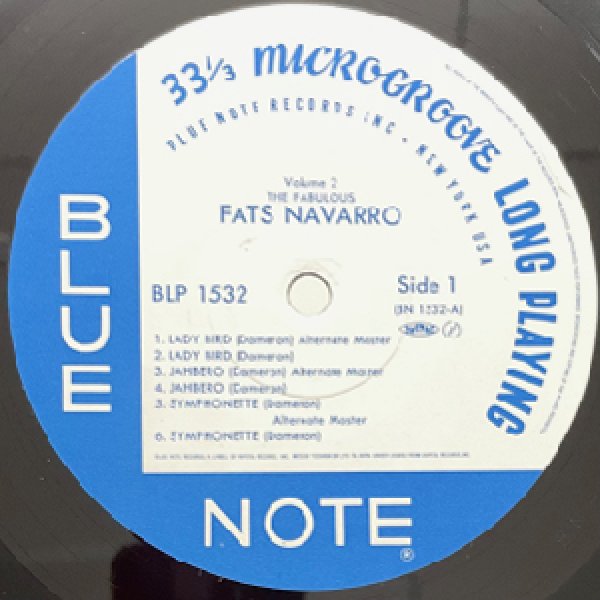 33⅓ MICROGROOVE LONG PLAYING
BLUE NOTE RECORDS INC • NEW YORK USA
Volume 2
THE FABULOUS
FATS NAVARRO
BLP 1532
Side 1
(BN 1532-A)
1. LADY BIRD (Dameron) Alternate Master
2. LADY BIRD (Dameron)
3. JAHBERO (Dameron) Alternate Master
4. JAHBERO (Dameron)
5. SYMPHONETTE (Dameron)
Alternate Master
6. SYMPHONETTE (Dameron)
BLUE
NOTE
®